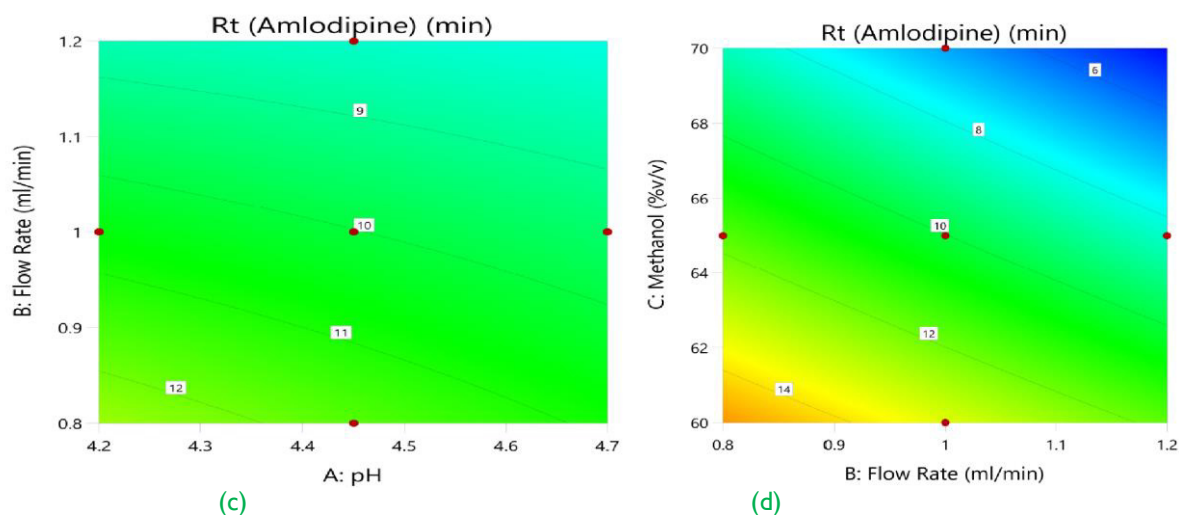 Rt (Amlodipine) (min)
1.2
1.1
1
0.9
0.8
B: Flow Rate (ml/min)
9
10
11
12
4.2 4.3 4.4 4.5 4.6 4.7
A: pH
(c)
Rt (Amlodipine) (min)
70
68
66
64
62
60
C: Methanol (%v/v)
6
8
10
12
14
0.8 0.9 1 1.1 1.2
B: Flow Rate (ml/min)
(d)